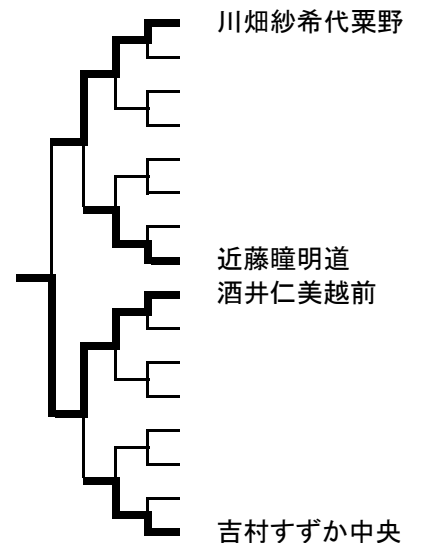 川畑紗希代粟野
近藤瞳明道
酒井仁美越前
吉村すずか中央